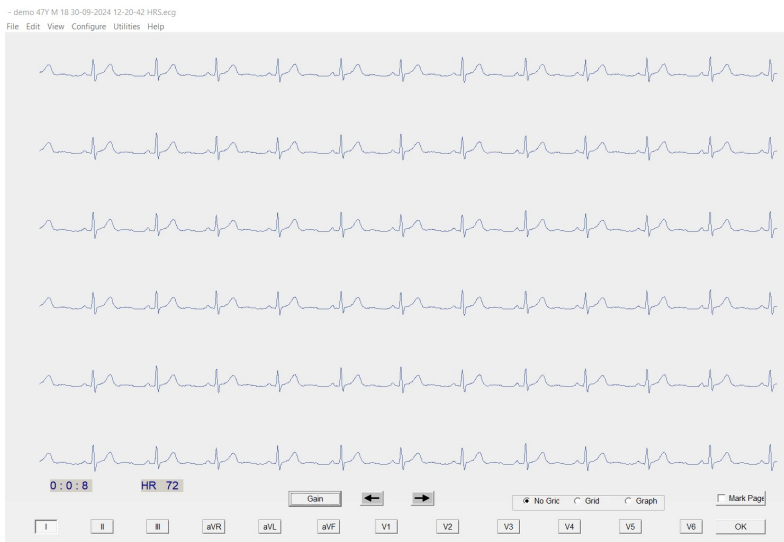 - demo 47Y M 18 30-09-2024 12-20-42 HRS.ecg
File Edit View Configure Utilities Help
0 : 0 : 8 HR 72
Gain
No Gric Grid Graph
Mark Page
I II III aVR aVL aVF V1 V2 V3 V4 V5 V6 OK